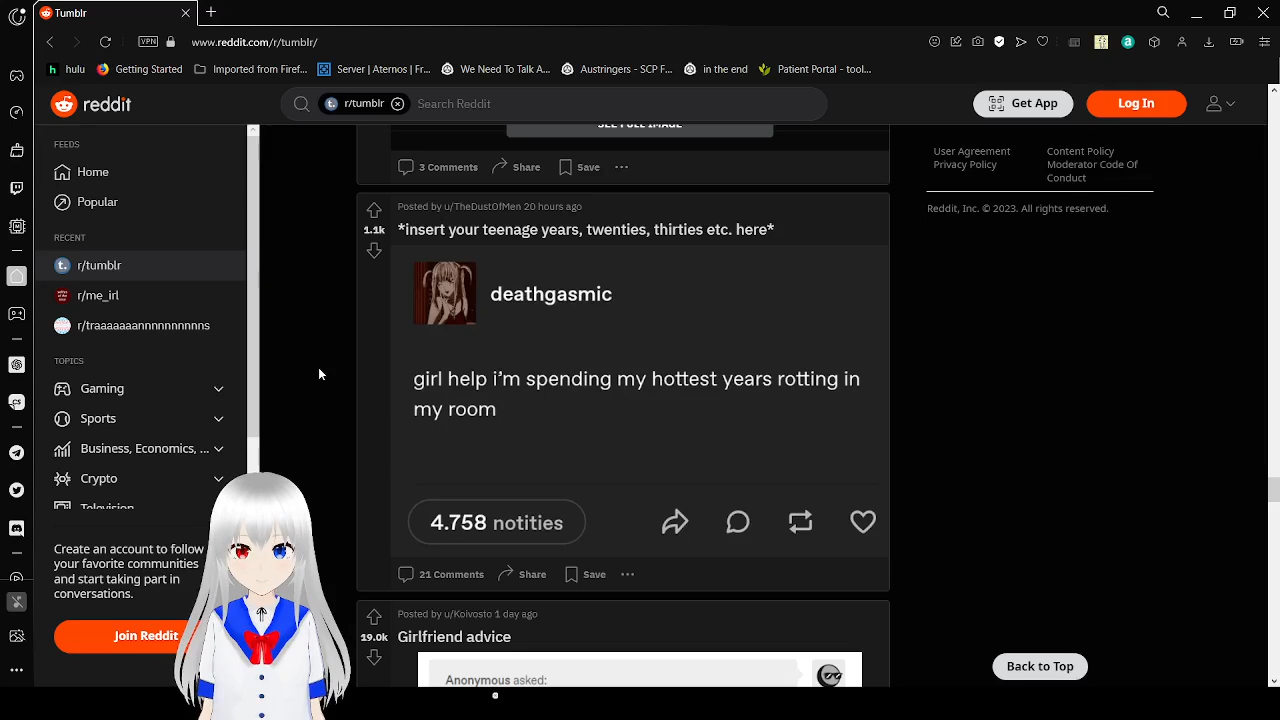 Tumblr
VPN
www.reddit.com/r/tumblr/
hulu
Getting Started
Imported from Firef...
Server | Aternos | Fr...
We Need To Talk A...
Austringers - SCP F...
in the end
Patient Portal - tool...
reddit
r/tumblr
Search Reddit
Get App
Log In
FEEDS
Home
Popular
RECENT
r/tumblr
r/me_irl
r/traaaaaaannnnnnnnnns
TOPICS
Gaming
Sports
Business, Economics, ...
Crypto
Television
Create an account to follow
your favorite communities
and start taking part in
conversations.
Join Reddit
SEE FULL IMAGE
3 Comments
Share
Save
Posted by u/TheDustOfMen 20 hours ago
1.1k
*insert your teenage years, twenties, thirties etc. here*
deathgasmic
girl help i'm spending my hottest years rotting in
my room
4.758 notities
21 Comments
Share
Save
Posted by u/Koivosto 1 day ago
19.0k
Girlfriend advice
Anonymous asked:
User Agreement
Privacy Policy
Content Policy
Moderator Code Of
Conduct
Reddit, Inc. © 2023. All rights reserved.
Back to Top